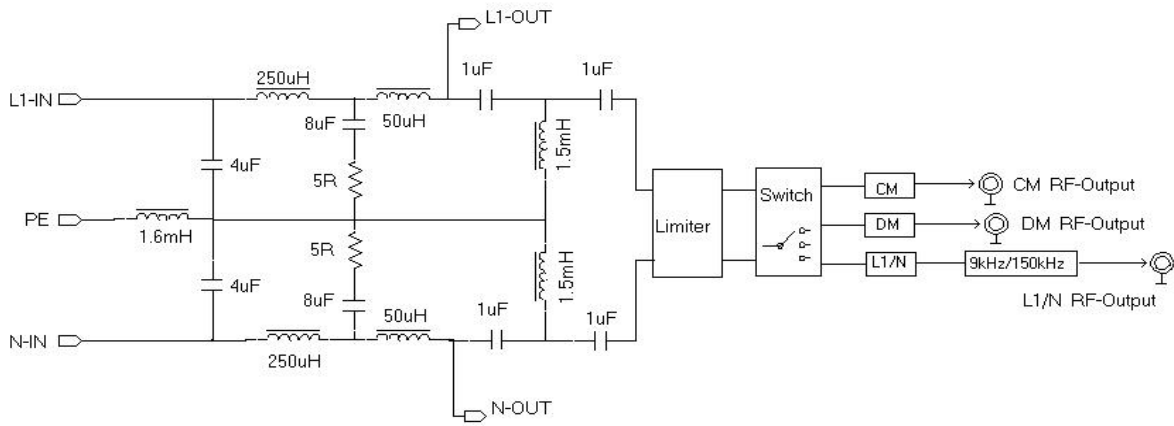 L1-OUT
1uF
1uF
250uH
L1-IN
8uF
50uH
1.5mH
4uF
5R
CM
CM RF-Output
Switch
PE
DM
DM RF-Output
1.6mH
Limiter
5R
L1/N
9kHz/150kHz
4uF
1.5mH
L1/N RF-Output
8uF
50uH
1uF
1uF
N-IN
250uH
N-OUT